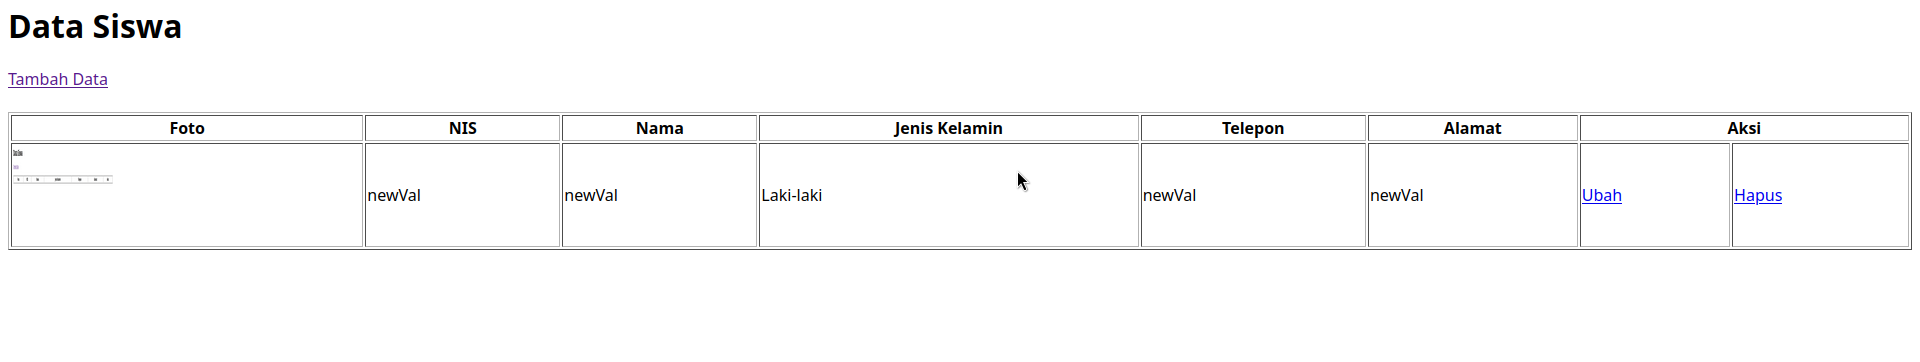 Data Siswa
Tambah Data
Foto NIS Nama Jenis Kelamin Telepon Alamat Aksi
newVal newVal Laki-laki newVal newVal Ubah Hapus